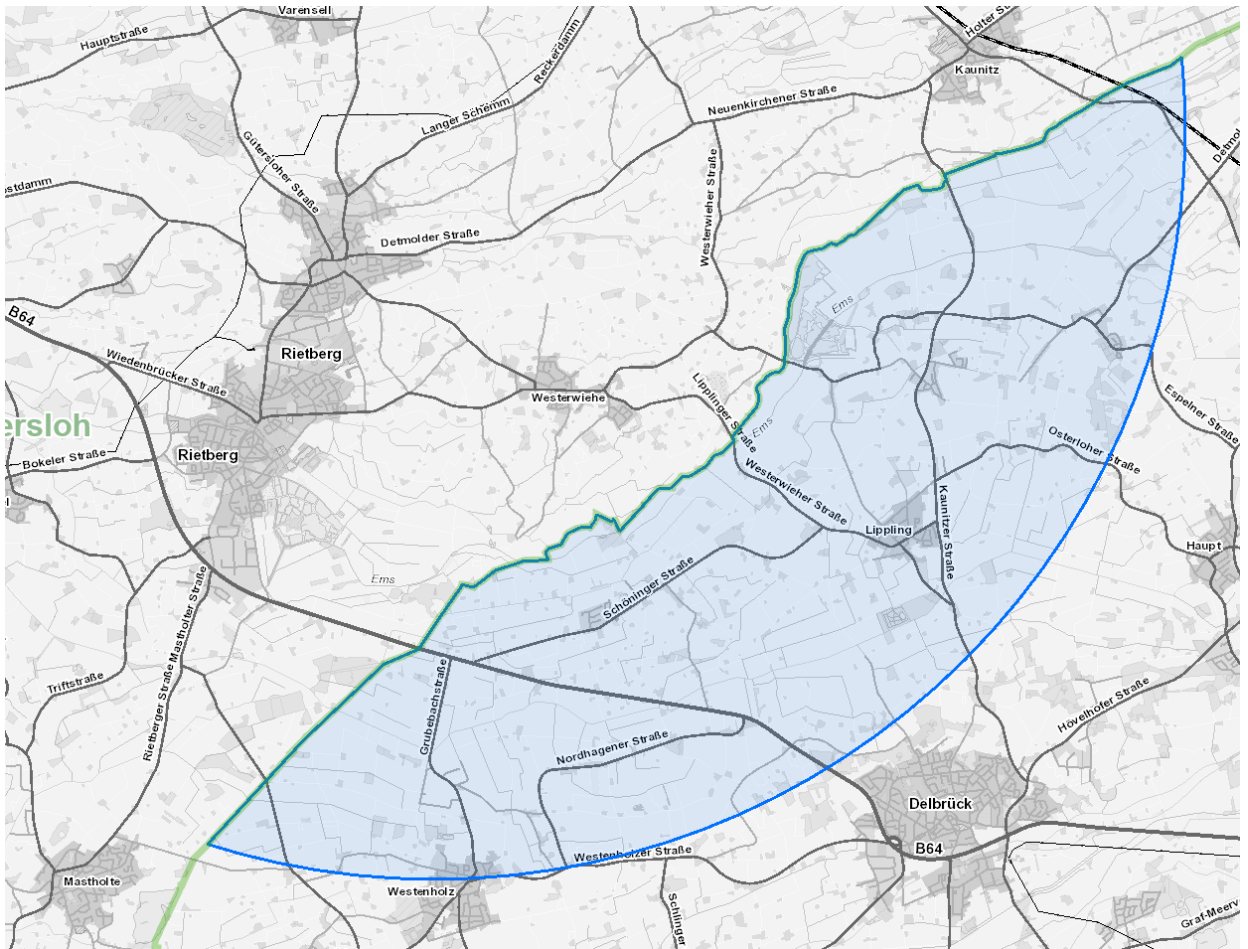 Varensell
Holter S
Hauptstraße
Reckerdamm
Kaunitz
Neuenkirchener Straße
Langer Schemm
Gütersloher Straße
Detmol
ostdamm
Westerwieher Straße
Detmolder Straße
Ems
B64
Rietberg
Wiedenbrücker Straße
Westerwiehe
Lipplinger Straße
Espelner Straße
ersloh
Ems
Osterloher Straße
Rietberg
Bokeler Straße
Westerwieher Straße
el
Kaunitzer Straße
Lippling
Haupt
Ems
Schöninger Straße
Rietberger Straße Mastholter Straße
Triftstraße
Grubebachstraße
Hövelhofer Straße
Nordhagener Straße
Delbrück
Westenholzer Straße
B64
Mastholte
Westenholz
Schlinger
Graf-Meerv